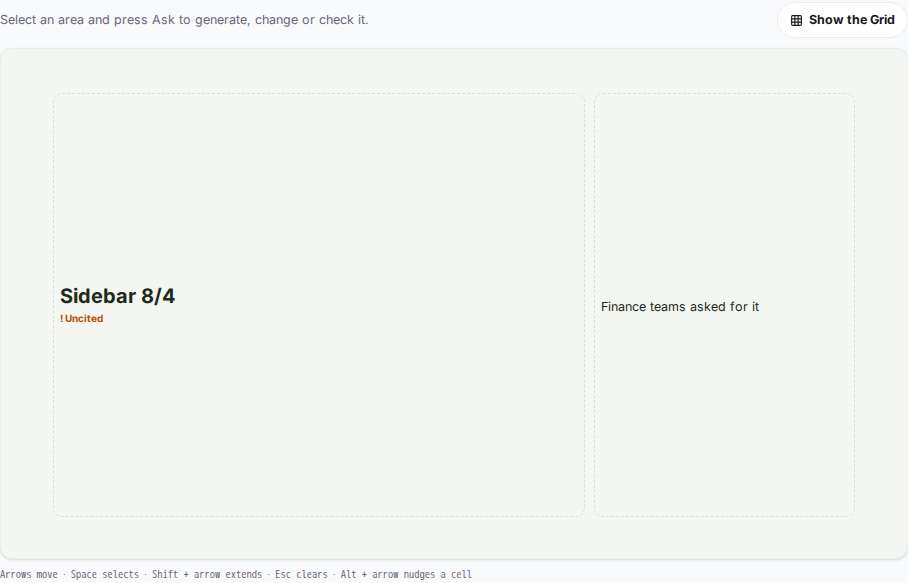 Select an area and press Ask to generate, change or check it.
Show the Grid
Sidebar 8/4
! Uncited
Finance teams asked for it
Arrows move · Space selects · Shift + arrow extends · Esc clears · Alt + arrow nudges a cell